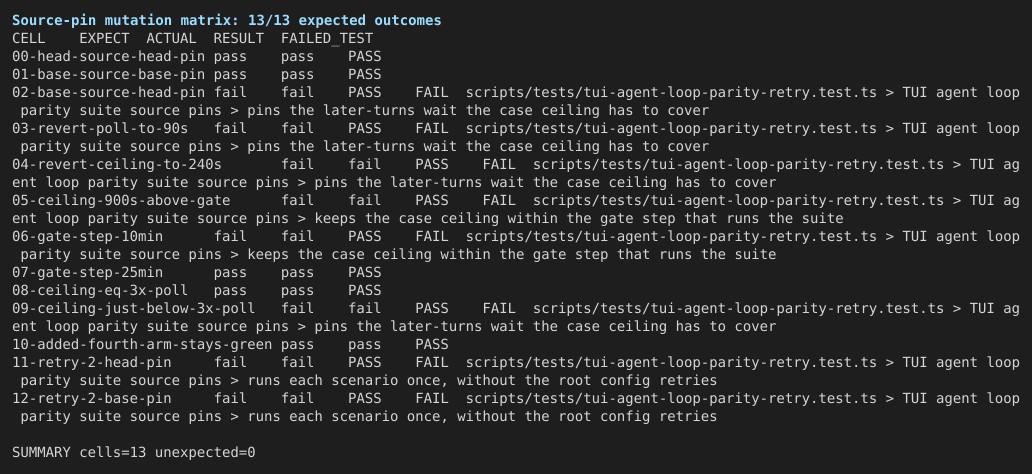 Source-pin mutation matrix: 13/13 expected outcomes
CELL    EXPECT  ACTUAL  RESULT  FAILED_TEST
00-head-source-head-pin pass    pass    PASS
01-base-source-base-pin pass    pass    PASS
02-base-source-head-pin fail    fail    PASS    FAIL  scripts/tests/tui-agent-loop-parity-retry.test.ts > TUI agent loop
 parity suite source pins > pins the later-turns wait the case ceiling has to cover
03-revert-poll-to-90s   fail    fail    PASS    FAIL  scripts/tests/tui-agent-loop-parity-retry.test.ts > TUI agent loop
 parity suite source pins > pins the later-turns wait the case ceiling has to cover
04-revert-ceiling-to-240s       fail    fail    PASS    FAIL  scripts/tests/tui-agent-loop-parity-retry.test.ts > TUI ag
ent loop parity suite source pins > pins the later-turns wait the case ceiling has to cover
05-ceiling-900s-above-gate      fail    fail    PASS    FAIL  scripts/tests/tui-agent-loop-parity-retry.test.ts > TUI ag
ent loop parity suite source pins > keeps the case ceiling within the gate step that runs the suite
06-gate-step-10min      fail    fail    PASS    FAIL  scripts/tests/tui-agent-loop-parity-retry.test.ts > TUI agent loop
 parity suite source pins > keeps the case ceiling within the gate step that runs the suite
07-gate-step-25min      pass    pass    PASS
08-ceiling-eq-3x-poll   pass    pass    PASS
09-ceiling-just-below-3x-poll   fail    fail    PASS    FAIL  scripts/tests/tui-agent-loop-parity-retry.test.ts > TUI ag
ent loop parity suite source pins > pins the later-turns wait the case ceiling has to cover
10-added-fourth-arm-stays-green pass    pass    PASS
11-retry-2-head-pin     fail    fail    PASS    FAIL  scripts/tests/tui-agent-loop-parity-retry.test.ts > TUI agent loop
 parity suite source pins > runs each scenario once, without the root config retries
12-retry-2-base-pin     fail    fail    PASS    FAIL  scripts/tests/tui-agent-loop-parity-retry.test.ts > TUI agent loop
 parity suite source pins > runs each scenario once, without the root config retries

SUMMARY cells=13 unexpected=0